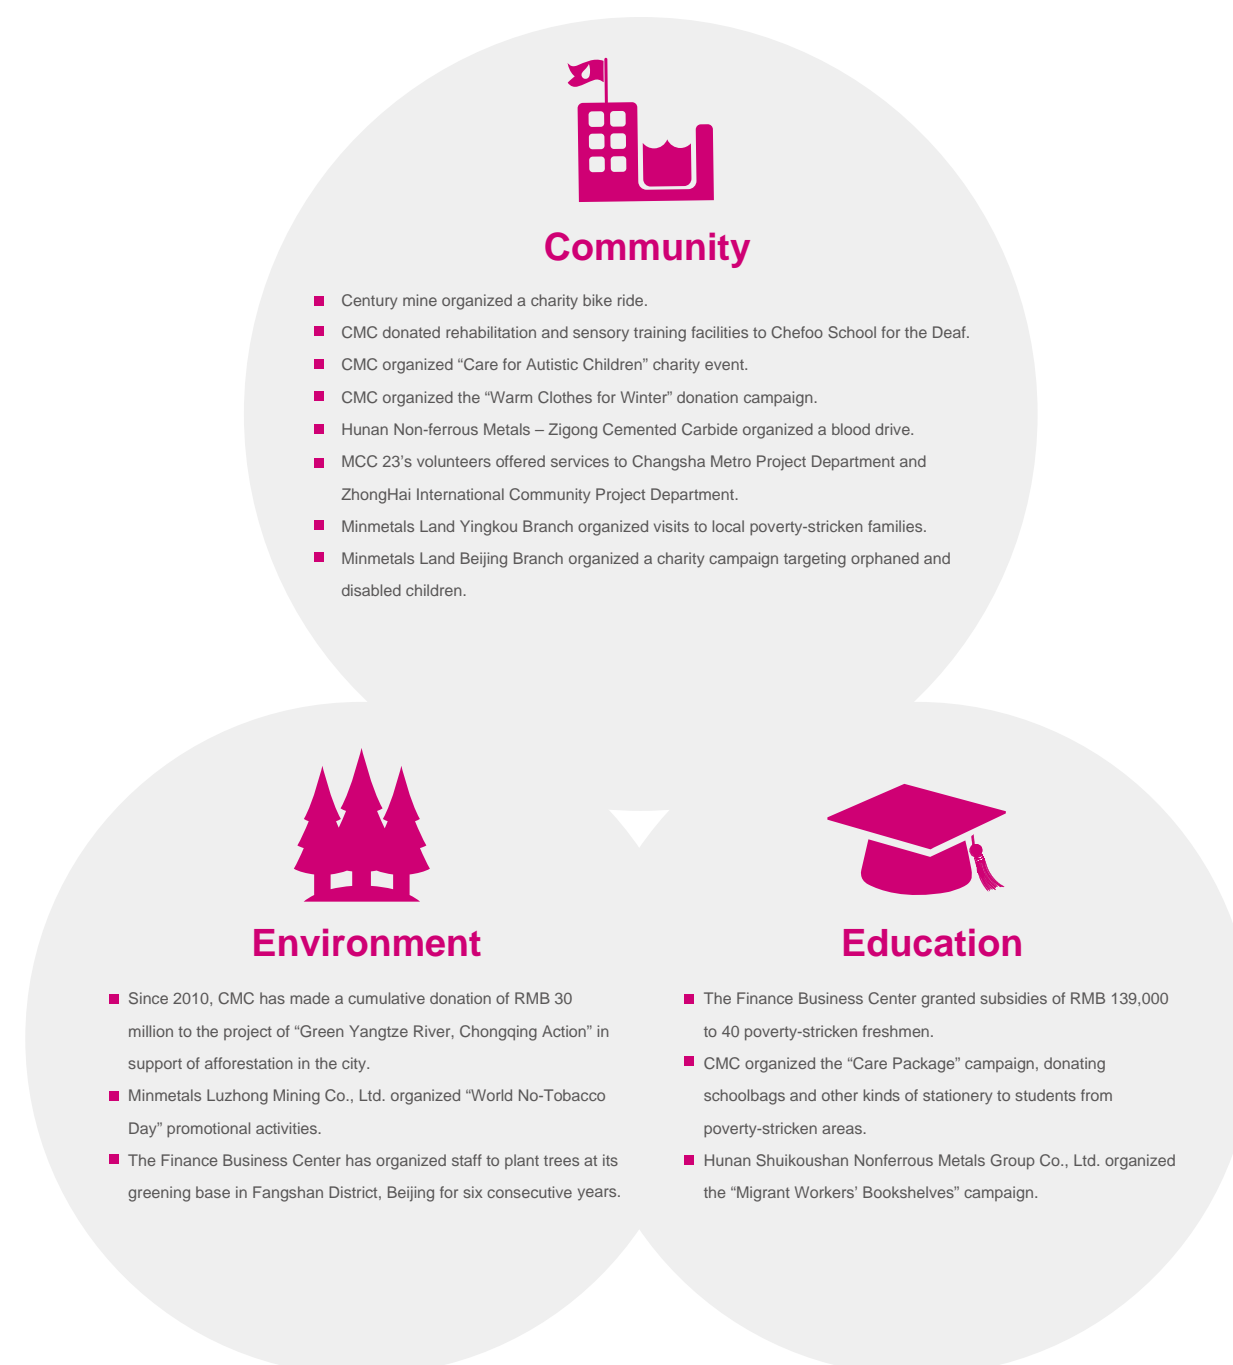 Community
Century mine organized a charity bike ride.
CMC donated rehabilitation and sensory training facilities to Chefoo School for the Deaf.
CMC organized “Care for Autistic Children” charity event.
CMC organized the “Warm Clothes for Winter” donation campaign.
Hunan Non-ferrous Metals – Zigong Cemented Carbide organized a blood drive.
MCC 23’s volunteers offered services to Changsha Metro Project Department and
ZhongHai International Community Project Department.
Minmetals Land Yingkou Branch organized visits to local poverty-stricken families.
Minmetals Land Beijing Branch organized a charity campaign targeting orphaned and
disabled children.
Environment
Since 2010, CMC has made a cumulative donation of RMB 30
million to the project of “Green Yangtze River, Chongqing Action” in
support of afforestation in the city.
Minmetals Luzhong Mining Co., Ltd. organized “World No-Tobacco
Day” promotional activities.
The Finance Business Center has organized staff to plant trees at its
greening base in Fangshan District, Beijing for six consecutive years.
Education
The Finance Business Center granted subsidies of RMB 139,000
to 40 poverty-stricken freshmen.
CMC organized the “Care Package” campaign, donating
schoolbags and other kinds of stationery to students from
poverty-stricken areas.
Hunan Shuikoushan Nonferrous Metals Group Co., Ltd. organized
the “Migrant Workers’ Bookshelves” campaign.